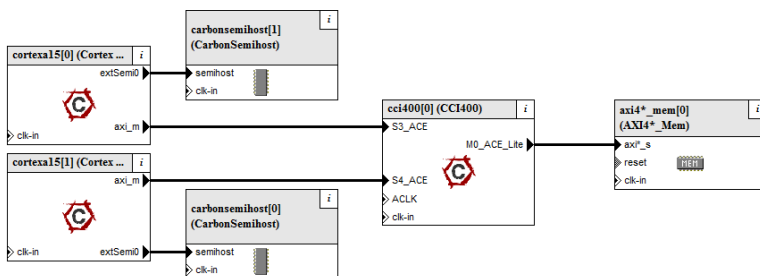 carbonsemihost[1] i
(CarbonSemihost)
cortexa15[0] (Cortex ... i
extSemi0
semihost
clk-in
C
axi_m
clk-in
cci400[0] (CCI400) i
S3_ACE
M0_ACE_Lite
S4_ACE
C
ACLK
clk-in
axi4*_mem[0] i
(AXI4*_Mem)
axi*_s
reset
MEM
clk-in
cortexa15[1] (Cortex ... i
axi_m
C
clk-in
extSemi0
carbonsemihost[0] i
(CarbonSemihost)
semihost
clk-in